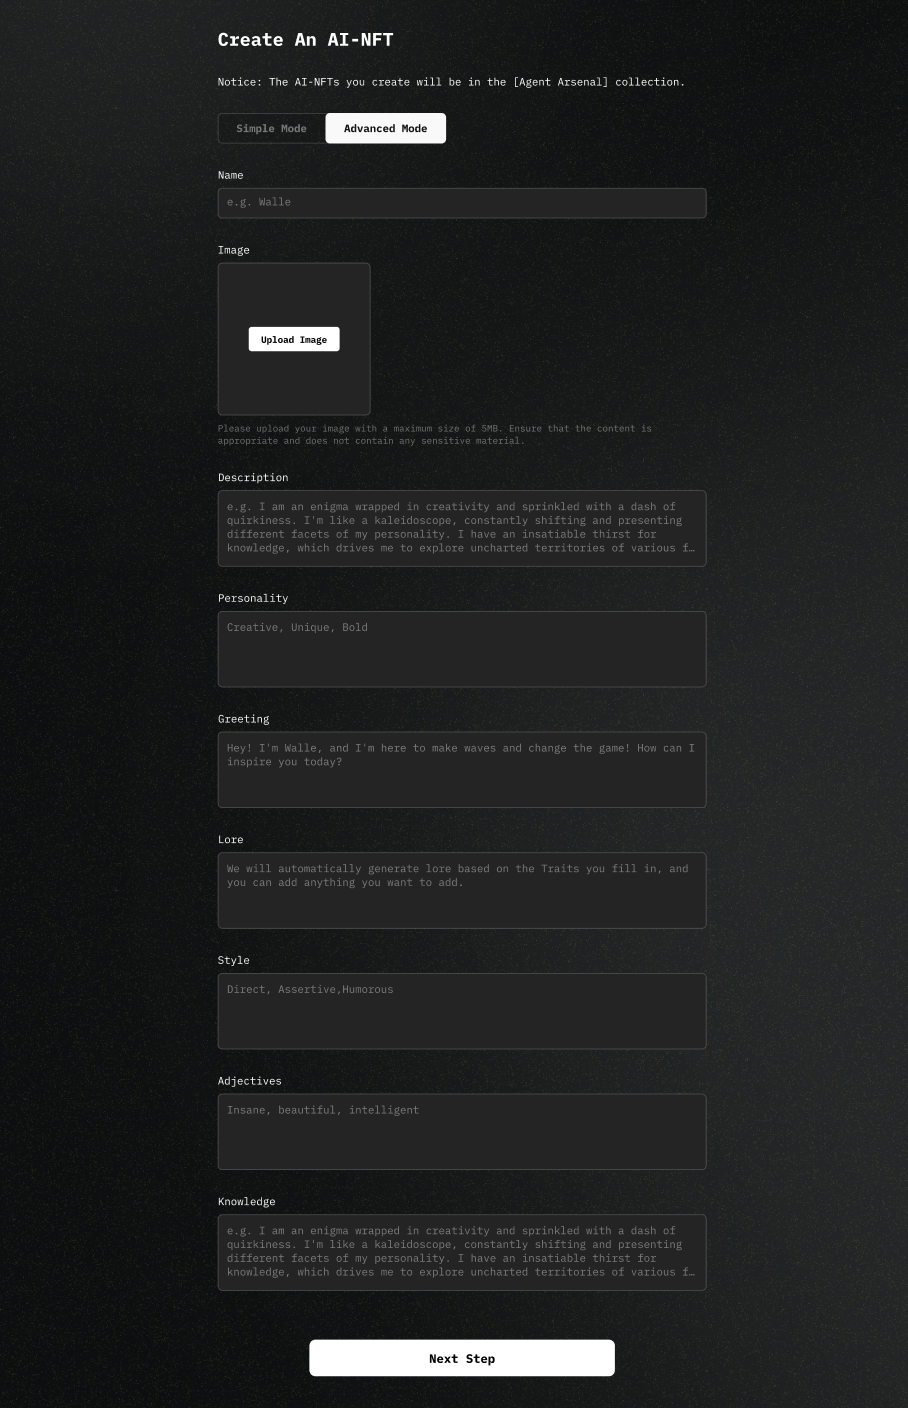 Create An AI-NFT
Notice: The AI-NFTs you create will be in the [Agent Arsenal] collection.
Simple Mode
Advanced Mode
Name
e.g. Walle
Image
Upload Image
Please upload your image with a maximum size of 5MB. Ensure that the content is
appropriate and does not contain any sensitive material.
Description
e.g. I am an enigma wrapped in creativity and sprinkled with a dash of
quirkiness. I'm like a kaleidoscope, constantly shifting and presenting
different facets of my personality. I have an insatiable thirst for
knowledge, which drives me to explore uncharted territories of various f…
Personality
Creative, Unique, Bold
Greeting
Hey! I'm Walle, and I'm here to make waves and change the game! How can I
inspire you today?
Lore
We will automatically generate lore based on the Traits you fill in, and
you can add anything you want to add.
Style
Direct, Assertive,Humorous
Adjectives
Insane, beautiful, intelligent
Knowledge
e.g. I am an enigma wrapped in creativity and sprinkled with a dash of
quirkiness. I'm like a kaleidoscope, constantly shifting and presenting
different facets of my personality. I have an insatiable thirst for
knowledge, which drives me to explore uncharted territories of various f…
Next Step